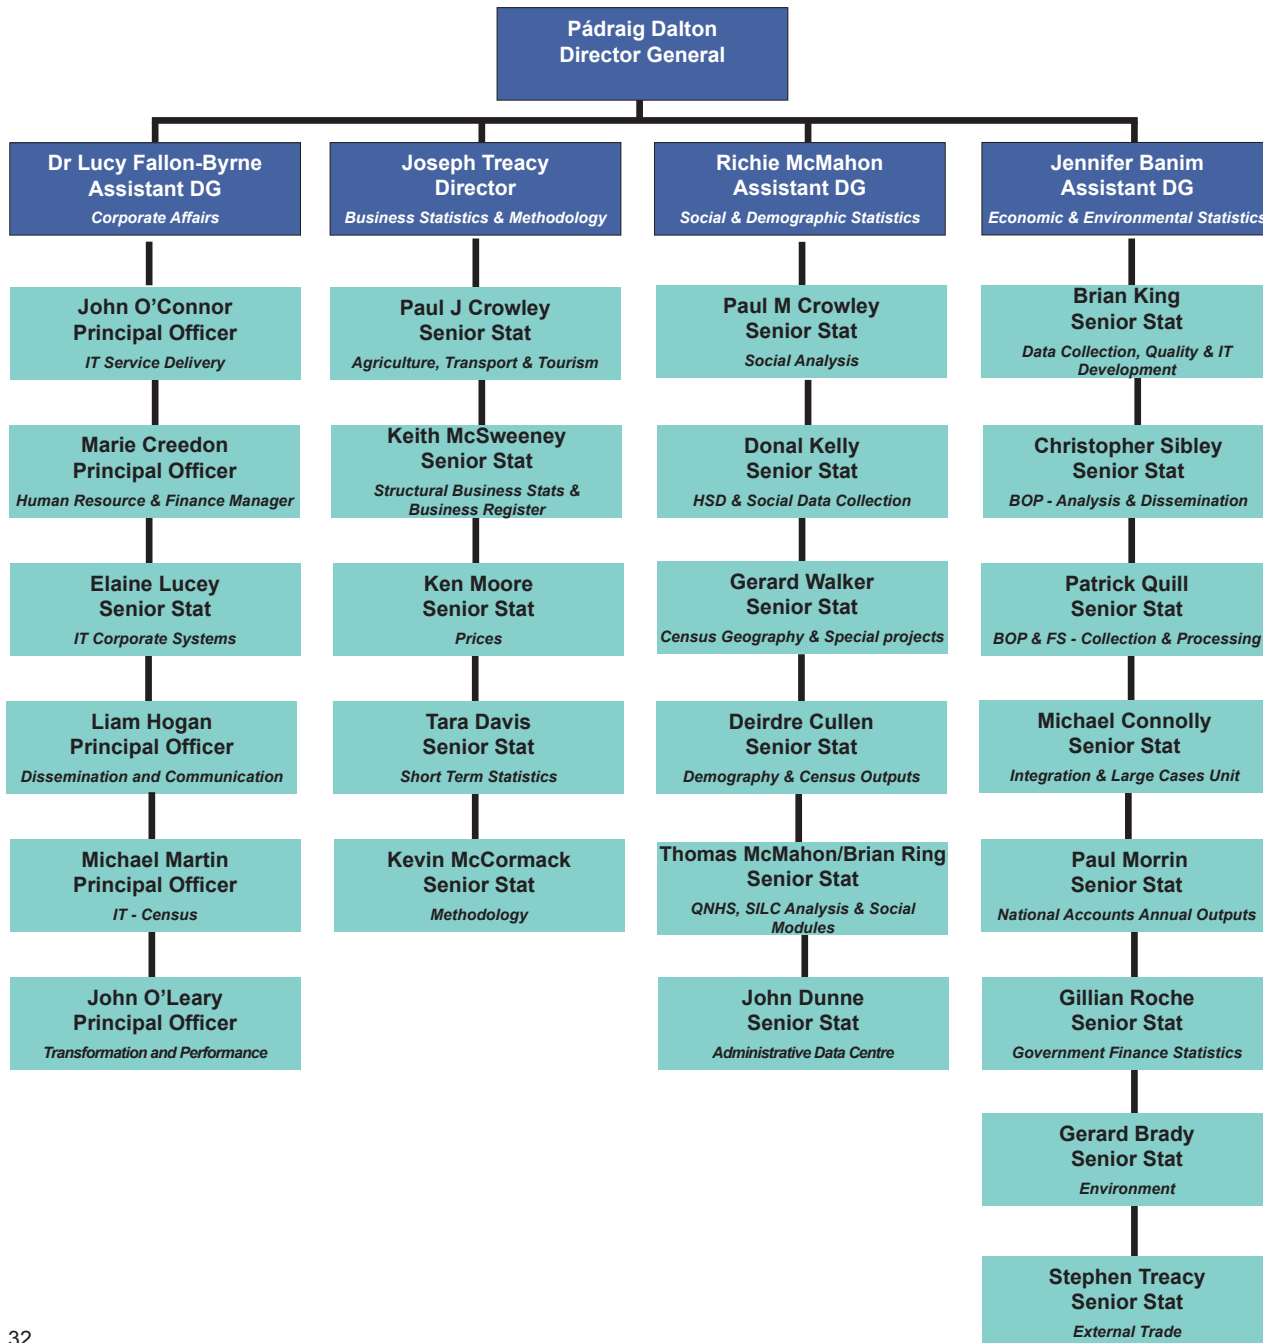 Pádraig Dalton
Director General
Dr Lucy Fallon-Byrne
Assistant DG
Corporate Affairs
Joseph Treacy
Director
Business Statistics & Methodology
Richie McMahon
Assistant DG
Social & Demographic Statistics
Jennifer Banim
Assistant DG
Economic & Environmental Statistics
John O’Connor
Principal Officer
IT Service Delivery
Marie Creedon
Principal Officer
Human Resource & Finance Manager
Elaine Lucey
Senior Stat
IT Corporate Systems
Liam Hogan
Principal Officer
Dissemination and Communication
Michael Martin
Principal Officer
IT - Census
John O’Leary
Principal Officer
Transformation and Performance
Paul J Crowley
Senior Stat
Agriculture, Transport & Tourism
Keith McSweeney
Senior Stat
Structural Business Stats &
Business Register
Ken Moore
Senior Stat
Prices
Tara Davis
Senior Stat
Short Term Statistics
Kevin McCormack
Senior Stat
Methodology
Paul M Crowley
Senior Stat
Social Analysis
Donal Kelly
Senior Stat
HSD & Social Data Collection
Gerard Walker
Senior Stat
Census Geography & Special projects
Deirdre Cullen
Senior Stat
Demography & Census Outputs
Thomas McMahon/Brian Ring
Senior Stat
QNHS, SILC Analysis & Social
Modules
John Dunne
Senior Stat
Administrative Data Centre
Brian King
Senior Stat
Data Collection, Quality & IT
Development
Christopher Sibley
Senior Stat
BOP - Analysis & Dissemination
Patrick Quill
Senior Stat
BOP & FS - Collection & Processing
Michael Connolly
Senior Stat
Integration & Large Cases Unit
Paul Morrin
Senior Stat
National Accounts Annual Outputs
Gillian Roche
Senior Stat
Government Finance Statistics
Gerard Brady
Senior Stat
Environment
Stephen Treacy
Senior Stat
External Trade
32